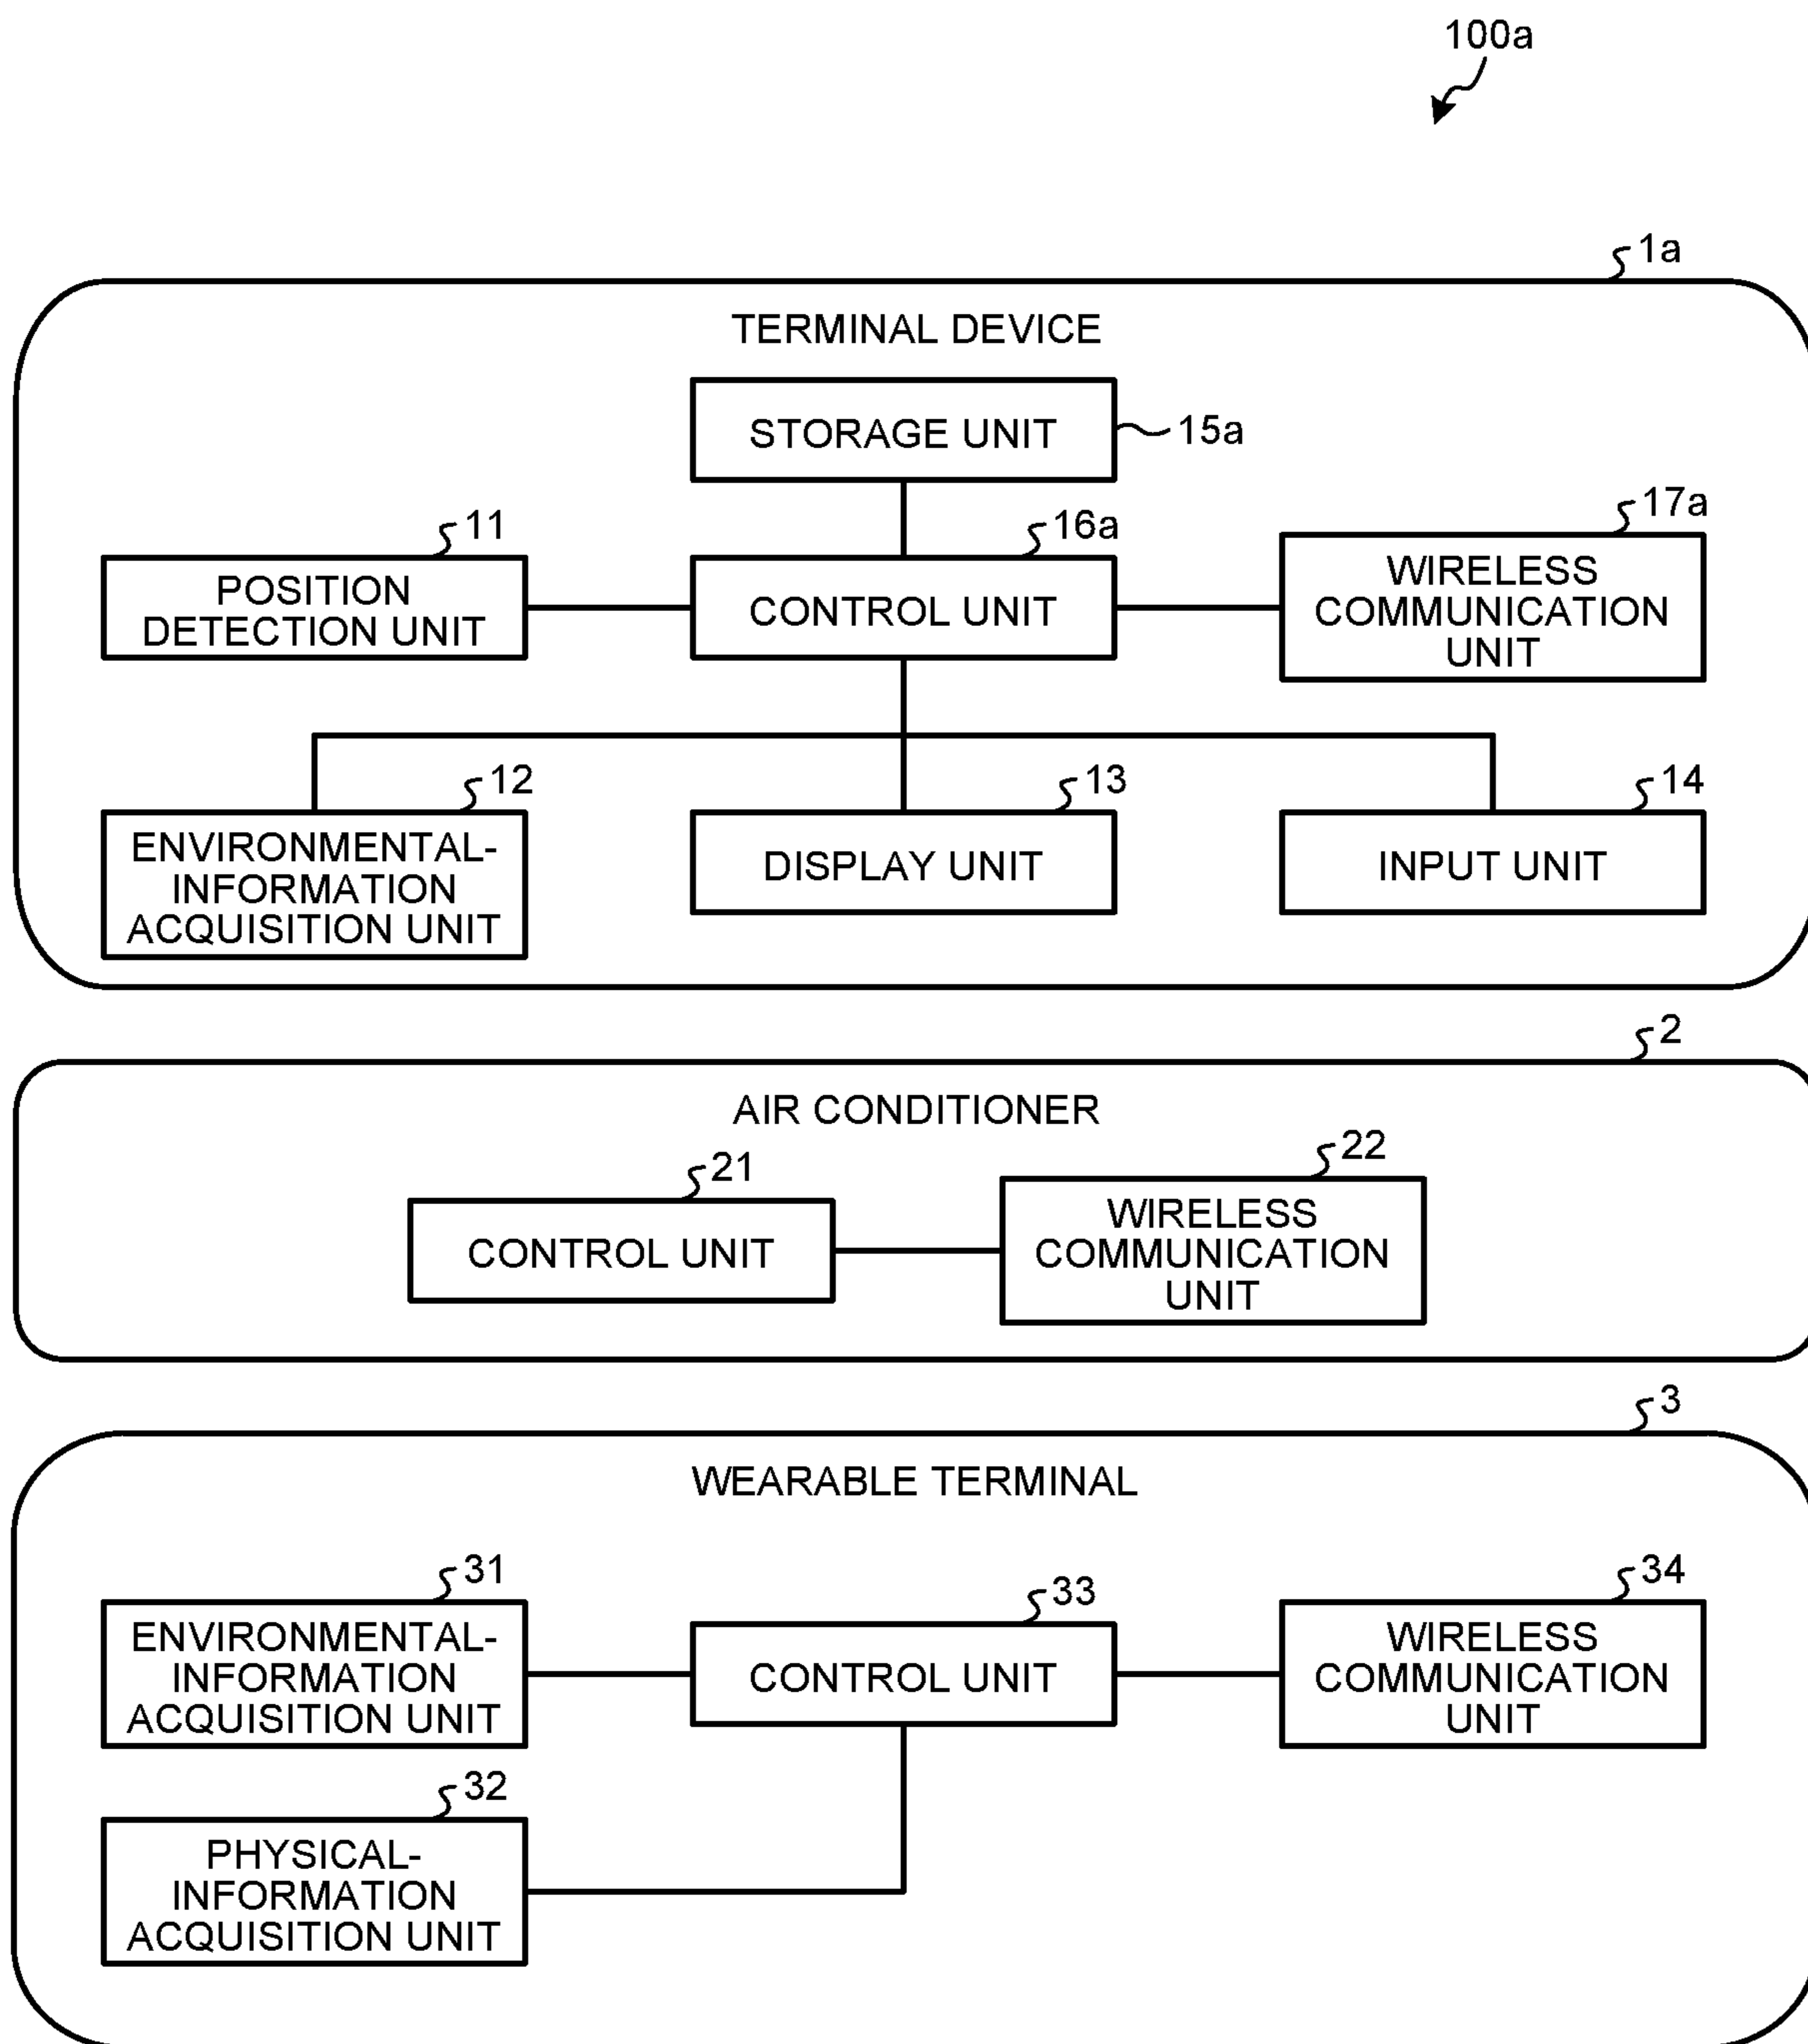 100a
1a
TERMINAL DEVICE
STORAGE UNIT
15a
11
16a
17a
POSITION
DETECTION UNIT
CONTROL UNIT
WIRELESS
COMMUNICATION
UNIT
12
13
14
ENVIRONMENTAL-
INFORMATION
ACQUISITION UNIT
DISPLAY UNIT
INPUT UNIT
2
AIR CONDITIONER
21
22
CONTROL UNIT
WIRELESS
COMMUNICATION
UNIT
3
WEARABLE TERMINAL
31
33
34
ENVIRONMENTAL-
INFORMATION
ACQUISITION UNIT
CONTROL UNIT
WIRELESS
COMMUNICATION
UNIT
32
PHYSICAL-
INFORMATION
ACQUISITION UNIT